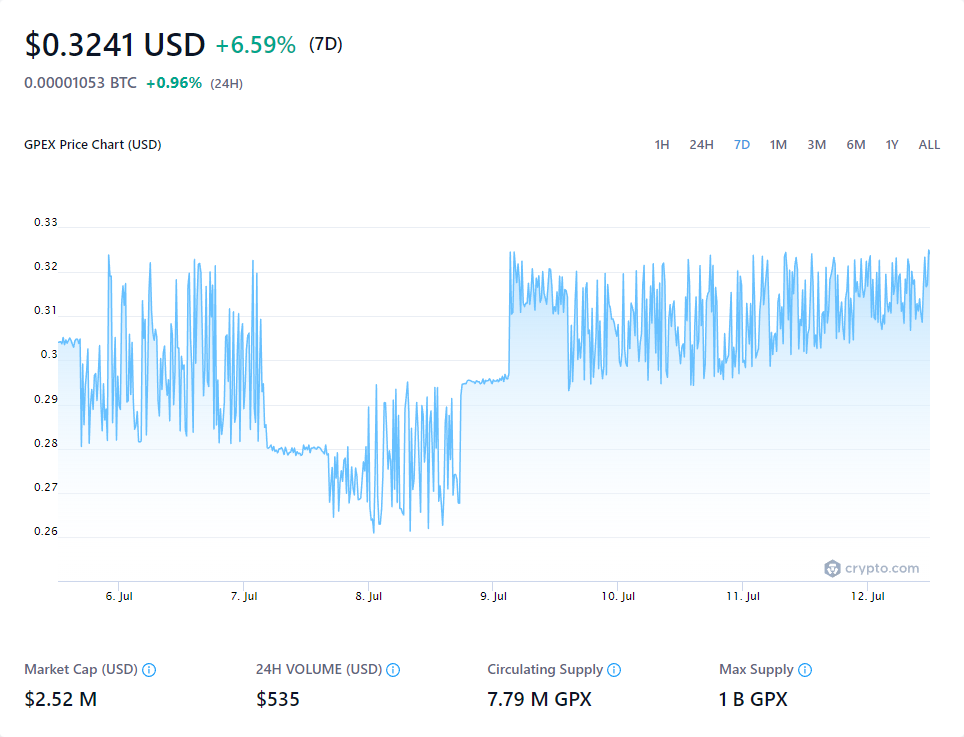 $0.3241 USD +6.59% (7D)
0.00001053 BTC +0.96% (24H)
GPEX Price Chart (USD) 1H 24H 7D 1M 3M 6M 1Y ALL
0.33
0.32
0.31
0.3
0.29
0.28
0.27
0.26
crypto.com
6. Jul 7. Jul 8. Jul 9. Jul 10. Jul 11. Jul 12. Jul
Market Cap (USD) 24H VOLUME (USD) Circulating Supply Max Supply
$2.52 M $535 7.79 M GPX 1 B GPX